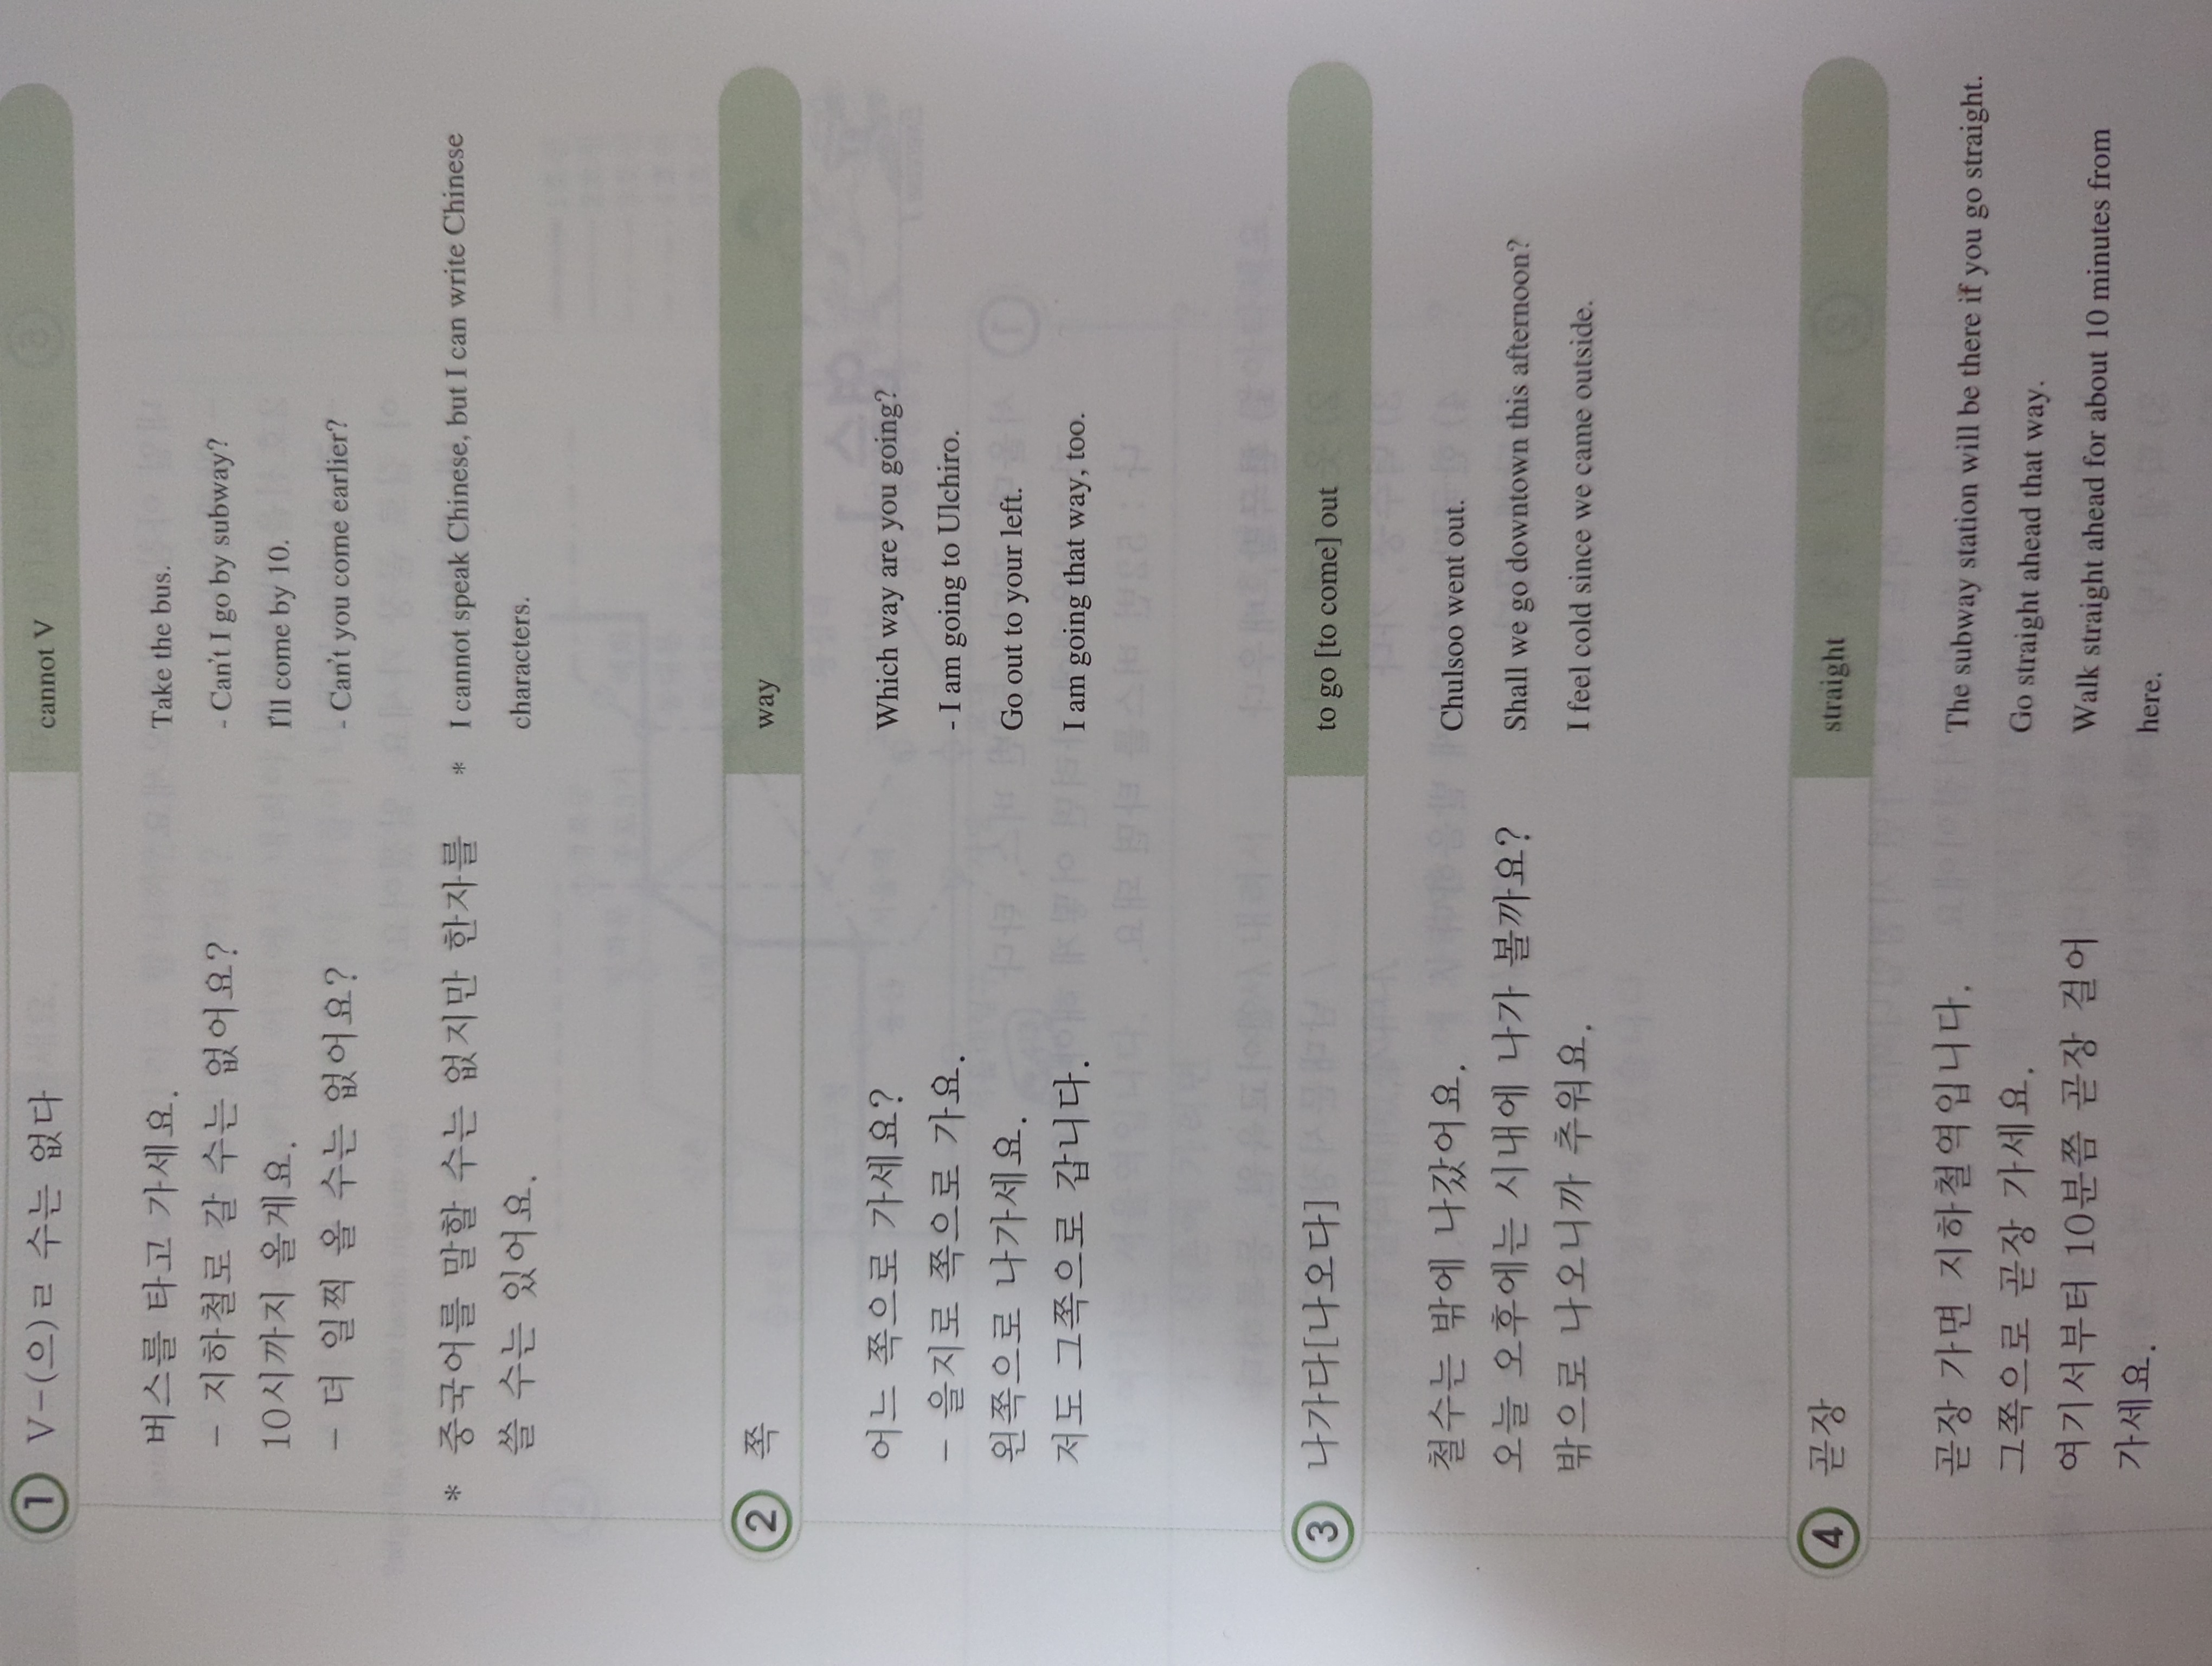 ① V-(으)ㄹ 수는 없다 cannot V
버스를 타고 가세요. Take the bus.
- 지하철로 갈 수는 없어요? - Can't I go by subway?
10시까지 올게요. I'll come by 10.
- 더 일찍 올 수는 없어요? - Can't you come earlier?
* 중국어를 말할 수는 없지만 한자를 * I cannot speak Chinese, but I can write Chinese
쓸 수는 있어요. characters.
② 쪽 way
어느 쪽으로 가세요? Which way are you going?
- 을지로 쪽으로 가요. - I am going to Ulchiro.
왼쪽으로 나가세요. Go out to your left.
저도 그쪽으로 갑니다. I am going that way, too.
③ 나가다[나오다] to go [to come] out
철수는 밖에 나갔어요. Chulsoo went out.
오늘 오후에는 시내에 나가 볼까요? Shall we go downtown this afternoon?
밖으로 나오니까 추워요. I feel cold since we came outside.
④ 곧장 straight
곧장 가면 지하철역입니다. The subway station will be there if you go straight.
그쪽으로 곧장 가세요. Go straight ahead that way.
여기서부터 10분쯤 곧장 걸어 Walk straight ahead for about 10 minutes from
가세요. here.